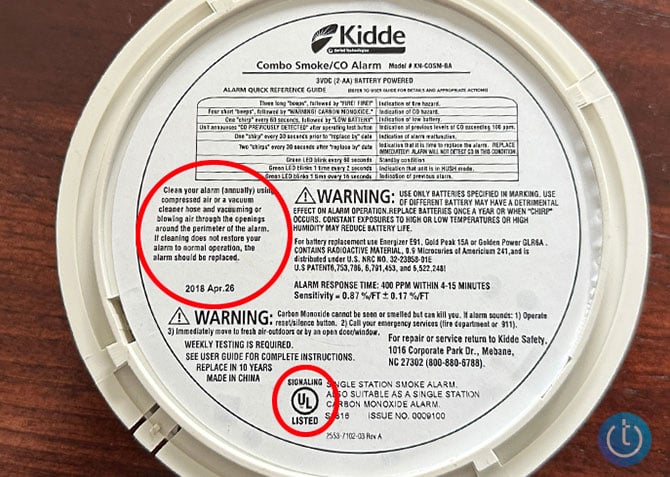 Kidde
A United Technologies
Combo Smoke/CO Alarm Model # KN-COSM-BA
3VDC (2-AA) BATTERY POWERED
ALARM QUICK REFERENCE GUIDE (REFER TO USER GUIDE FOR DETAILS AND APPROPRIATE ACTIONS)
Three long "beeps", followed by "FIRE! FIRE!" Indication of fire hazard.
Four short "beeps", followed by "WARNING! CARBON MONOXIDE." Indication of CO hazard.
One "chirp" every 60 seconds, followed by "LOW BATTERY" Indication of low battery.
Unit announces "CO PREVIOUSLY DETECTED" after operating test button Indication of previous levels of CO exceeding 100 ppm.
One "chirp" every 30 seconds prior to "replace by date" Indication of alarm malfunction.
Two "chirps" every 30 seconds after "replace by date" Indication that it is time to replace the alarm. REPLACE
IMMEDIATELY! ALARM WILL NOT DETECT CO IN THIS CONDITION.
Green LED blink every 60 seconds Standby condition
Green LED blinks 1 time every 2 seconds Indication that unit is in HUSH mode.
Green LED blinks 1 time every 16 seconds Indication of previous alarm.
Clean your alarm (annually) using
compressed air or a vacuum
cleaner hose and vacuuming or
blowing air through the openings
around the perimeter of the alarm.
If cleaning does not restore your
alarm to normal operation, the
alarm should be replaced.
2018 Apr.26
WARNING: USE ONLY BATTERIES SPECIFIED IN MARKING. USE
OF DIFFERENT BATTERIES MAY HAVE A DETRIMENTAL
EFFECT ON ALARM OPERATION.REPLACE BATTERIES ONCE A YEAR OR WHEN "CHIRP"
OCCURS. CONSTANT EXPOSURES TO HIGH OR LOW TEMPERATURES OR HIGH
HUMIDITY MAY REDUCE BATTERY LIFE.
For battery replacement use Energizer E91, Gold Peak 15A or Golden Power GLR6A.
CONTAINS RADIOACTIVE MATERIAL, 0.9 Microcuries of Americium 241,and is
distributed under U.S. NRC NO. 32-23858-01E
U.S PATENT6,753,786, 6,791,453, and 5,522,248!
ALARM RESPONSE TIME: 400 PPM WITHIN 4-15 MINUTES
Sensitivity = 0.87 %/FT ± 0.17 %/FT
WARNING: Carbon Monoxide cannot be seen or smelled but can kill you. If alarm sounds: 1) Operate
reset/silence button. 2) Call your emergency services (fire department or 911).
3) Immediately move to fresh air-outdoors or by an open door/window.
WEEKLY TESTING IS REQUIRED.
SEE USER GUIDE FOR COMPLETE INSTRUCTIONS.
REPLACE IN 10 YEARS
MADE IN CHINA
For repair or service return to Kidde Safety,
1016 Corporate Park Dr., Mebane,
NC 27302 (800-880-6788).
SIGNALING
UL
LISTED
SINGLE STATION SMOKE ALARM.
ALSO SUITABLE AS A SINGLE STATION
CARBON MONOXIDE ALARM.
ISSUE NO. 0009100
2553-7102-03 Rev A
t